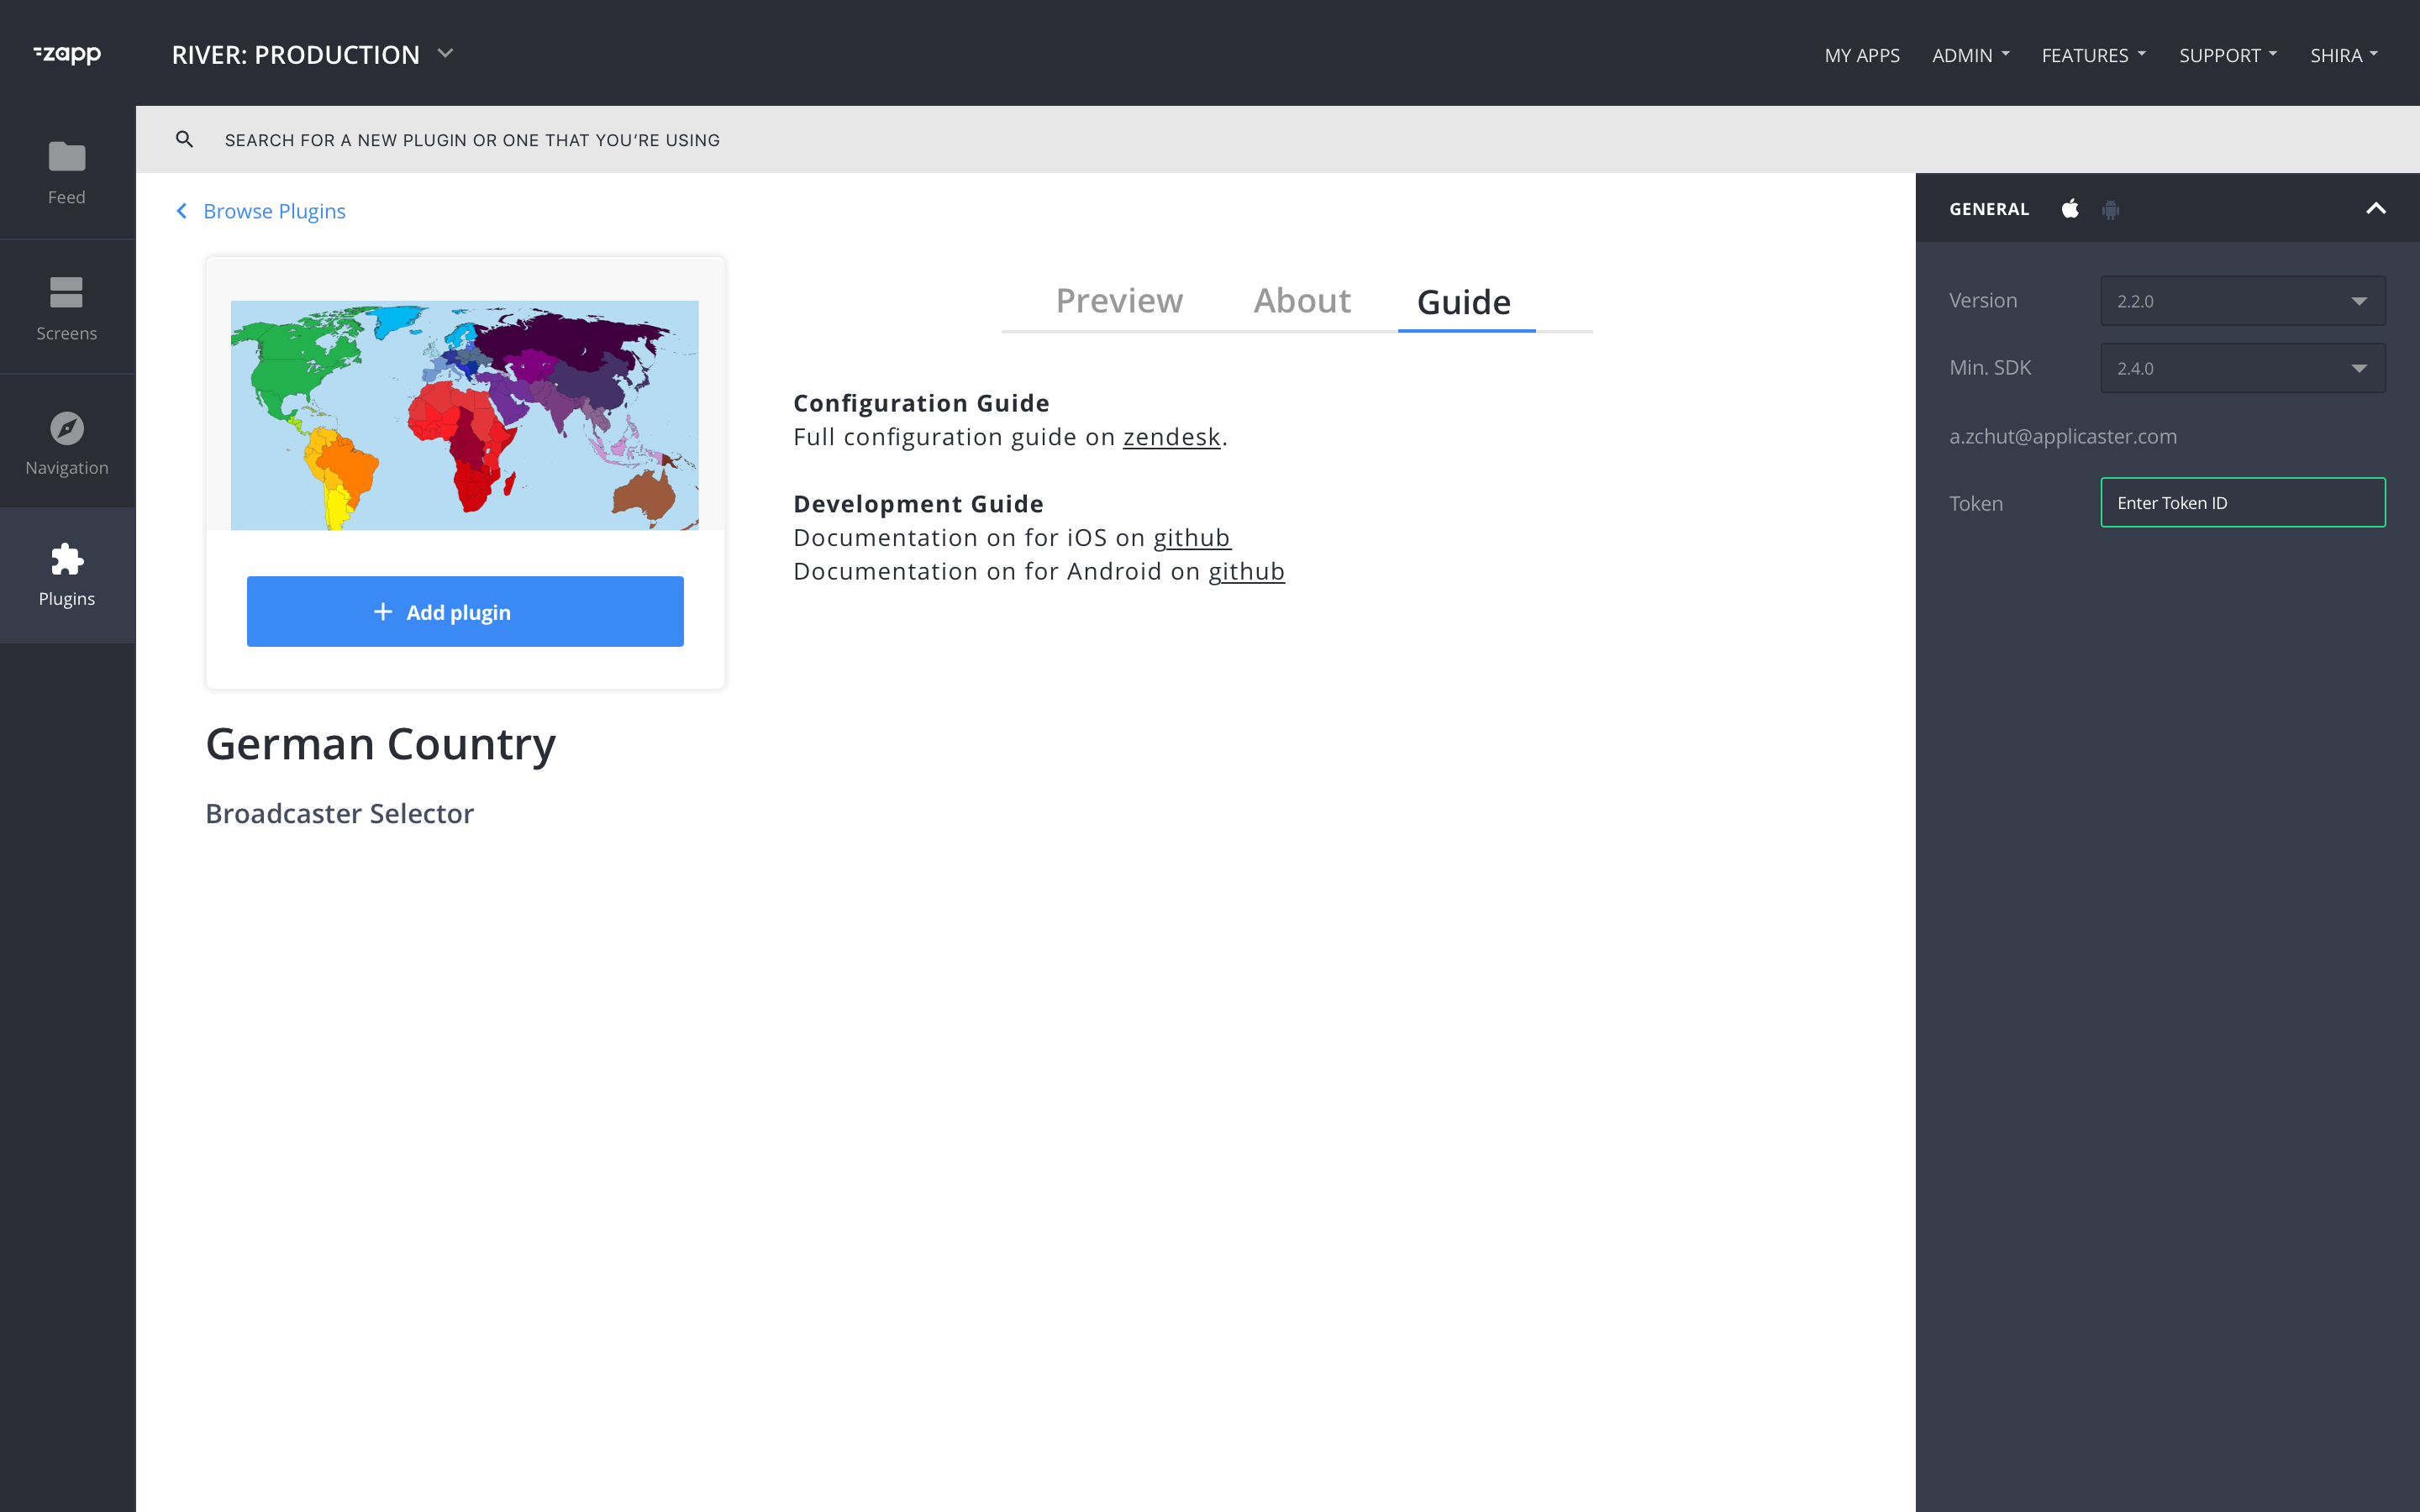 zapp
RIVER: PRODUCTION
MY APPS
ADMIN
FEATURES
SUPPORT
SHIRA
SEARCH FOR A NEW PLUGIN OR ONE THAT YOU’RE USING
Feed
Screens
Navigation
Plugins
Browse Plugins
Add plugin
German Country
Broadcaster Selector
Preview
About
Guide
Configuration Guide
Full configuration guide on zendesk.
Development Guide
Documentation on for iOS on github
Documentation on for Android on github
GENERAL
Version
2.2.0
Min. SDK
2.4.0
a.zchut@applicaster.com
Token
Enter Token ID